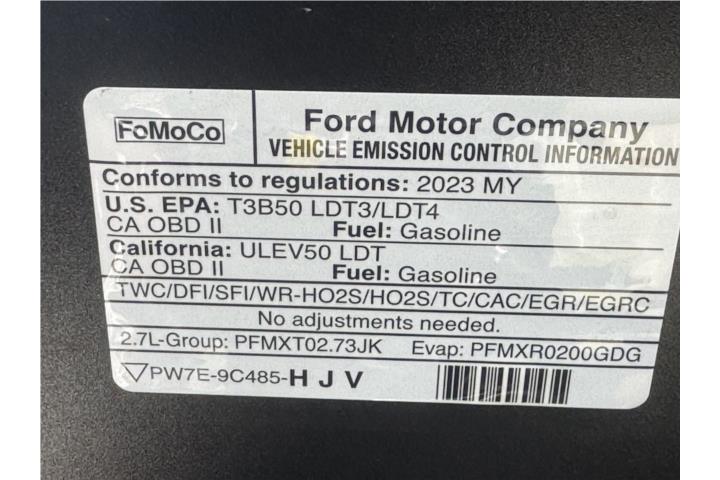 FoMoCo
Ford Motor Company
VEHICLE EMISSION CONTROL INFORMATION
Conforms to regulations: 2023 MY
U.S. EPA: T3B50 LDT3/LDT4
CA OBD II Fuel: Gasoline
California: ULEV50 LDT
CA OBD II Fuel: Gasoline
TWC/DFI/SFI/WR-HO2S/HO2S/TC/CAC/EGR/EGRC
No adjustments needed.
2.7L-Group: PFMXT02.73JK Evap: PFMXR0200GDG
PW7E-9C485-H J V